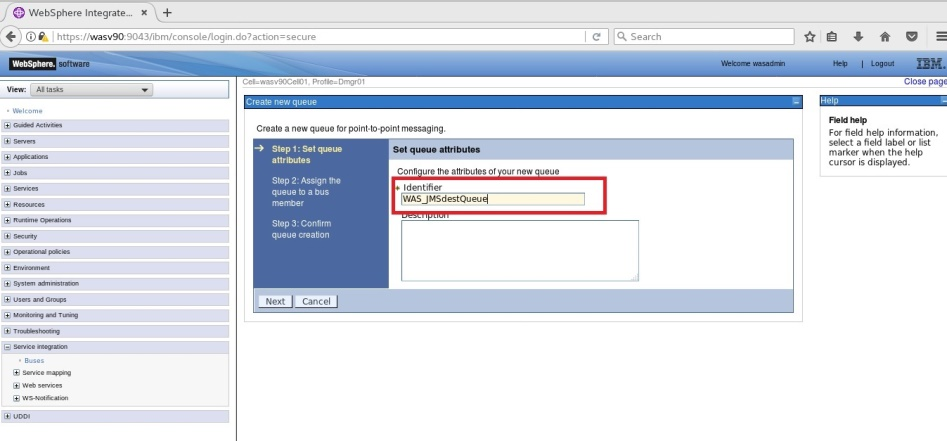 WebSphere Integrate...
https://wasv90:9043/ibm/console/login.do?action=secure
Search
WebSphere. software
Welcome wasadmin
Help | Logout
IBM.
View: All tasks
Cell=wasv90Cell01, Profile=Dmgr01
Close page
Welcome
Guided Activities
Servers
Applications
Jobs
Services
Resources
Runtime Operations
Security
Operational policies
Environment
System administration
Users and Groups
Monitoring and Tuning
Troubleshooting
Service integration
Buses
Service mapping
Web services
WS-Notification
UDDI
Create new queue
Create a new queue for point-to-point messaging.
Step 1: Set queue
attributes
Step 2: Assign the
queue to a bus
member
Step 3: Confirm
queue creation
Set queue attributes
Configure the attributes of your new queue
* Identifier
WAS_JMSdestQueue
Description
Next
Cancel
Help
Field help
For field help information,
select a field label or list
marker when the help
cursor is displayed.